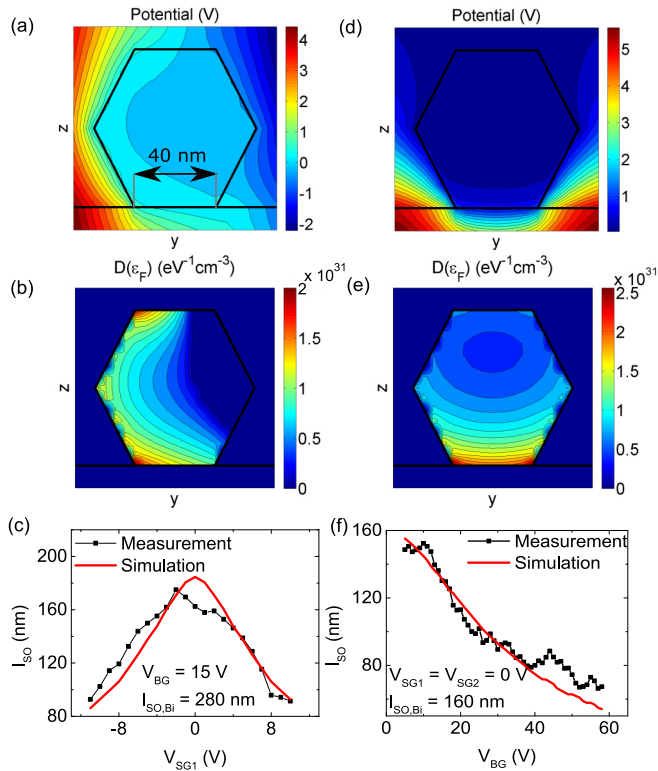 (a)
Potential (V)
z
40 nm
y
4
3
2
1
0
-1
-2
(d)
Potential (V)
z
y
5
4
3
2
1
(b)
D(ε_F) (eV⁻¹cm⁻³)
x 10³¹
z
y
2
1.5
1
0.5
0
(e)
D(ε_F) (eV⁻¹cm⁻³)
x 10³¹
z
y
2.5
2
1.5
1
0.5
0
(c)
Measurement
Simulation
l_SO (nm)
200
160
120
80
V_BG = 15 V
l_SO,Bi = 280 nm
-8 0 8
V_SG1 (V)
(f)
Measurement
Simulation
l_SO (nm)
160
120
80
40
V_SG1 = V_SG2 = 0 V
l_SO,Bi = 160 nm
0 20 40 60
V_BG (V)